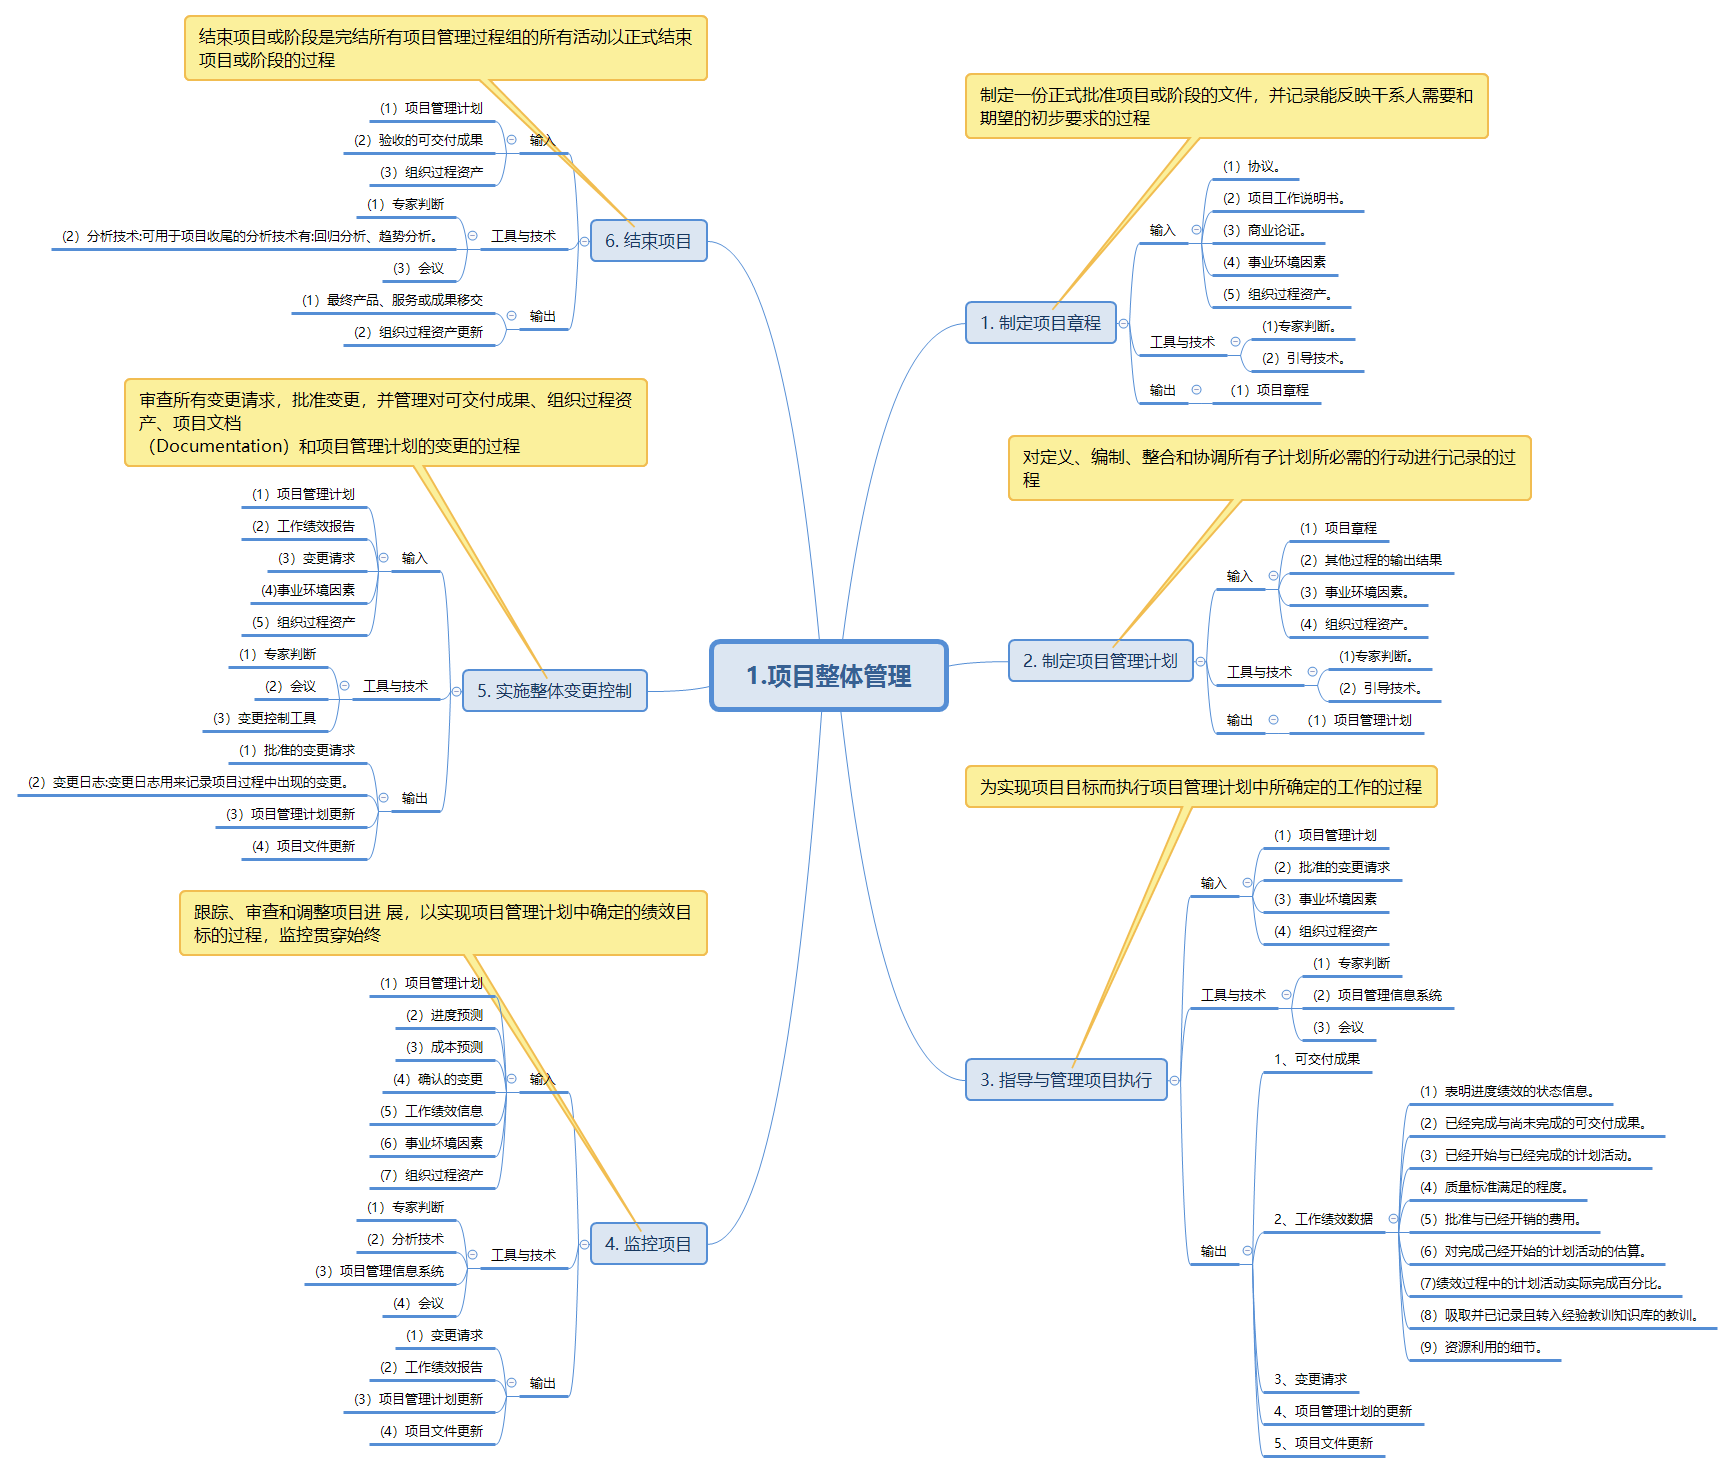 1.项目整体管理
制定一份正式批准项目或阶段的文件，并记录能反映干系人需要和
期望的初步要求的过程
1. 制定项目章程
输入
（1）协议。
（2）项目工作说明书。
（3）商业论证。
（4）事业环境因素
（5）组织过程资产。
工具与技术
(1)专家判断。
（2）引导技术。
输出
（1）项目章程
对定义、编制、整合和协调所有子计划所必需的行动进行记录的过
程
2. 制定项目管理计划
输入
（1）项目章程
（2）其他过程的输出结果
（3）事业环境因素。
（4）组织过程资产。
工具与技术
(1)专家判断。
（2）引导技术。
输出
（1）项目管理计划
为实现项目目标而执行项目管理计划中所确定的工作的过程
3. 指导与管理项目执行
输入
（1）项目管理计划
（2）批准的变更请求
（3）事业坏境因素
（4）组织过程资产
工具与技术
（1）专家判断
（2）项目管理信息系统
（3）会议
输出
1、可交付成果
2、工作绩效数据
（1）表明进度绩效的状态信息。
（2）已经完成与尚未完成的可交付成果。
（3）已经开始与已经完成的计划活动。
（4）质量标准满足的程度。
（5）批准与已经开销的费用。
（6）对完成己经开始的计划活动的估算。
(7)绩效过程中的计划活动实际完成百分比。
（8）吸取并已记录且转入经验教训知识库的教训。
（9）资源利用的细节。
3、变更请求
4、项目管理计划的更新
5、项目文件更新
跟踪、审查和调整项目进 展，以实现项目管理计划中确定的绩效目
标的过程，监控贯穿始终
4. 监控项目
输入
（1）项目管理计划
（2）进度预测
（3）成本预测
（4）确认的变更
（5）工作绩效信息
（6）事业坏境因素
（7）组织过程资产
工具与技术
（1）专家判断
（2）分析技术
（3）项目管理信息系统
（4）会议
输出
（1）变更请求
（2）工作绩效报告
（3）项目管理计划更新
（4）项目文件更新
审查所有变更请求，批准变更，并管理对可交付成果、组织过程资
产、项目文档
（Documentation）和项目管理计划的变更的过程
5. 实施整体变更控制
输入
（1）项目管理计划
（2）工作绩效报告
（3）变更请求
(4)事业环境因素
（5）组织过程资产
工具与技术
（1）专家判断
（2）会议
（3）变更控制工具
输出
（1）批准的变更请求
（2）变更日志:变更日志用来记录项目过程中出现的变更。
（3）项目管理计划更新
（4）项目文件更新
结束项目或阶段是完结所有项目管理过程组的所有活动以正式结束
项目或阶段的过程
6. 结束项目
输入
（1）项目管理计划
（2）验收的可交付成果
（3）组织过程资产
工具与技术
（1）专家判断
（2）分析技术:可用于项目收尾的分析技术有:回归分析、趋势分析。
（3）会议
输出
（1）最终产品、服务或成果移交
（2）组织过程资产更新